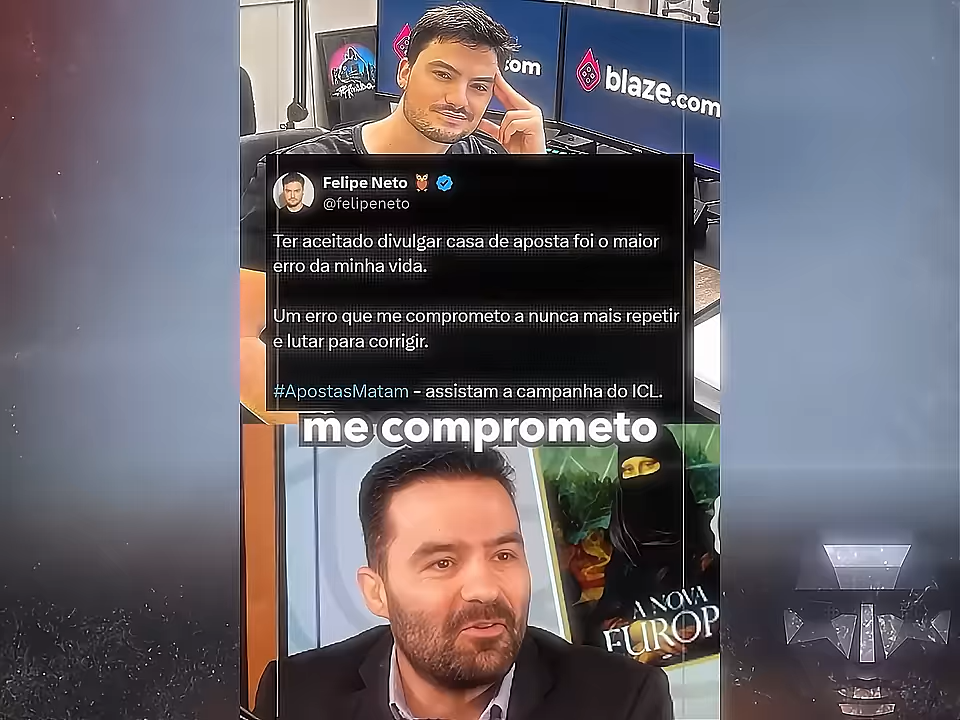 .com
blaze.com
Felipe Neto
@felipeneto
Ter aceitado divulgar casa de aposta foi o maior
erro da minha vida.
Um erro que me comprometo a nunca mais repetir
e lutar para corrigir.
#ApostasMatam – assistam a campanha do ICL.
me comprometo
A NOVA
EUROP